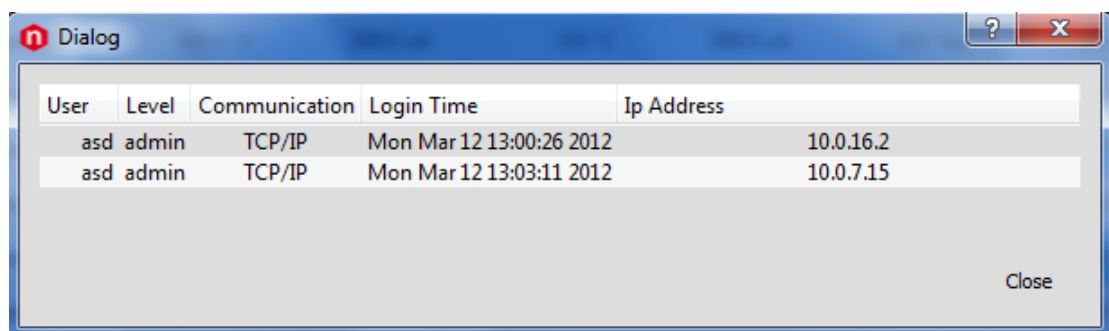 Dialog
User Level Communication Login Time Ip Address
asd admin TCP/IP Mon Mar 12 13:00:26 2012 10.0.16.2
asd admin TCP/IP Mon Mar 12 13:03:11 2012 10.0.7.15
Close